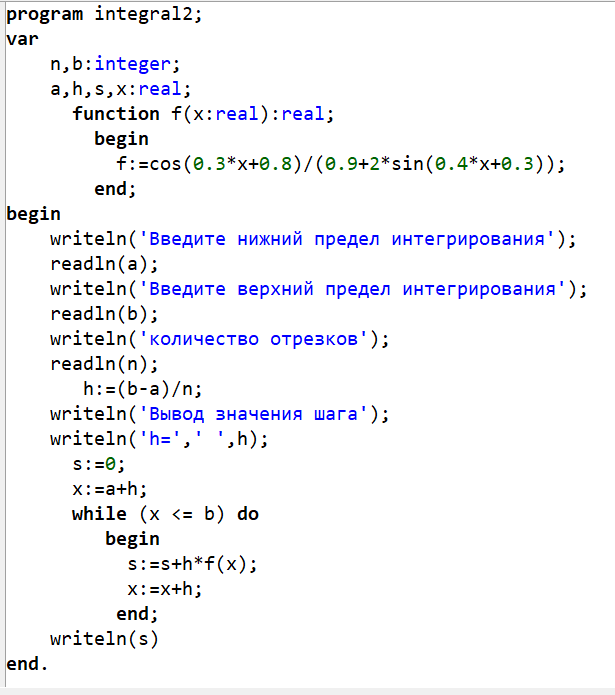 program integral2;
var
    n,b:integer;
    a,h,s,x:real;
      function f(x:real):real;
        begin
          f:=cos(0.3*x+0.8)/(0.9+2*sin(0.4*x+0.3));
        end;
begin
    writeln('Введите нижний предел интегрирования');
    readln(a);
    writeln('Введите верхний предел интегрирования');
    readln(b);
    writeln('количество отрезков');
    readln(n);
       h:=(b-a)/n;
    writeln('Вывод значения шага');
    writeln('h=',' ',h);
      s:=0;
      x:=a+h;
      while (x <= b) do
         begin
           s:=s+h*f(x);
           x:=x+h;
          end;
    writeln(s)
end.